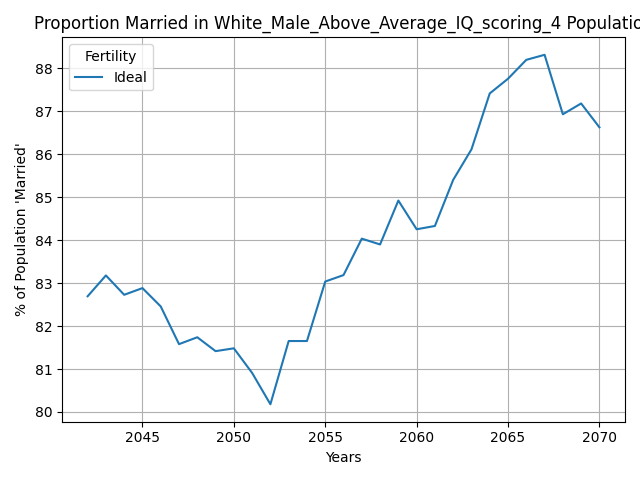 Proportion Married in White_Male_Above_Average_IQ_scoring_4 Populatio
Fertility
Ideal
% of Population 'Married'
88
87
86
85
84
83
82
81
80
2045 2050 2055 2060 2065 2070
Years